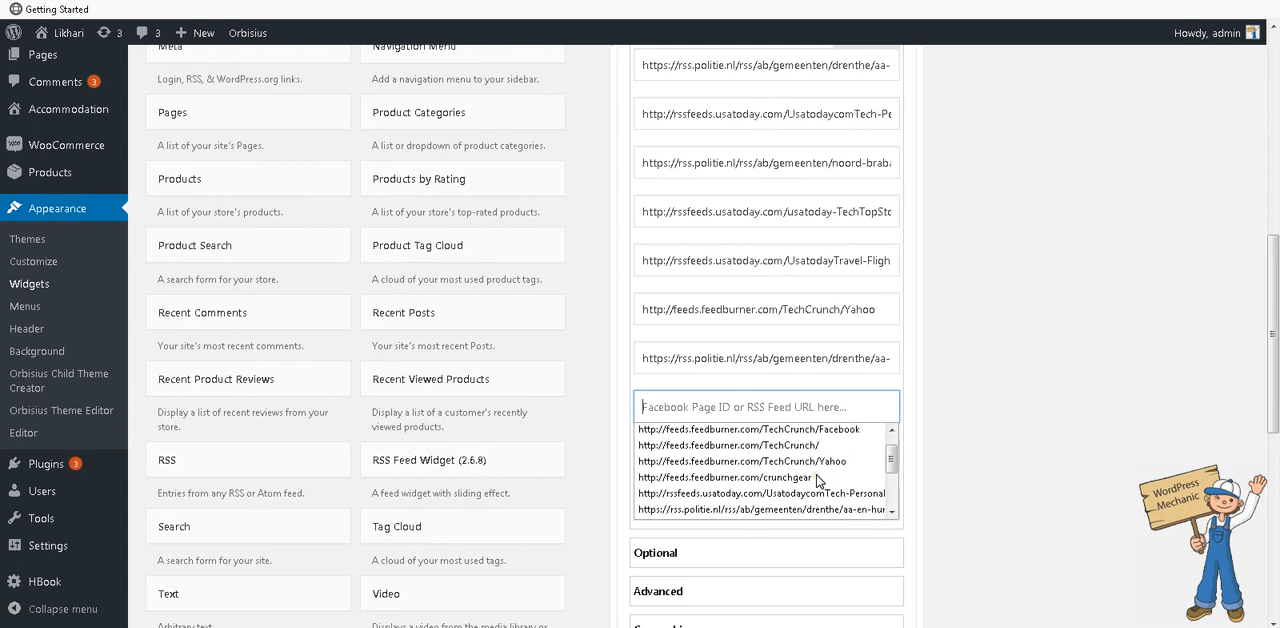 Getting Started
Likhari 3 3 New Orbisius Howdy, admin
Pages
Comments 3
Accommodation
WooCommerce
Products
Appearance
Themes
Customize
Widgets
Menus
Header
Background
Orbisius Child Theme
Creator
Orbisius Theme Editor
Editor
Plugins 3
Users
Tools
Settings
HBook
Collapse menu
Meta
Navigation Menu
Login, RSS, & WordPress.org links.
Add a navigation menu to your sidebar.
Pages
Product Categories
A list of your site's Pages.
A list or dropdown of product categories.
Products
Products by Rating
A list of your store's products.
A list of your store's top-rated products.
Product Search
Product Tag Cloud
A search form for your store.
A cloud of your most used product tags.
Recent Comments
Recent Posts
Your site's most recent comments.
Your site's most recent Posts.
Recent Product Reviews
Recent Viewed Products
Display a list of recent reviews from your
store.
Display a list of a customer's recently
viewed products.
RSS
RSS Feed Widget (2.6.8)
Entries from any RSS or Atom feed.
A feed widget with sliding effect.
Search
Tag Cloud
A search form for your site.
A cloud of your most used tags.
Text
Video
Arbitrary text.
Displays a video from the media library or
https://rss.politie.nl/rss/ab/gemeenten/drenthe/aa-
http://rssfeeds.usatoday.com/UsatodaycomTech-Pe
https://rss.politie.nl/rss/ab/gemeenten/noord-braba
http://rssfeeds.usatoday.com/usatoday-TechTopSto
http://rssfeeds.usatoday.com/UsatodayTravel-Fligh
http://feeds.feedburner.com/TechCrunch/Yahoo
https://rss.politie.nl/rss/ab/gemeenten/drenthe/aa-
Facebook Page ID or RSS Feed URL here...
http://feeds.feedburner.com/TechCrunch/Facebook
http://feeds.feedburner.com/TechCrunch/
http://feeds.feedburner.com/TechCrunch/Yahoo
http://feeds.feedburner.com/crunchgear
http://rssfeeds.usatoday.com/UsatodaycomTech-Personal
https://rss.politie.nl/rss/ab/gemeenten/drenthe/aa-en-hun
Optional
Advanced
WordPress
Mechanic